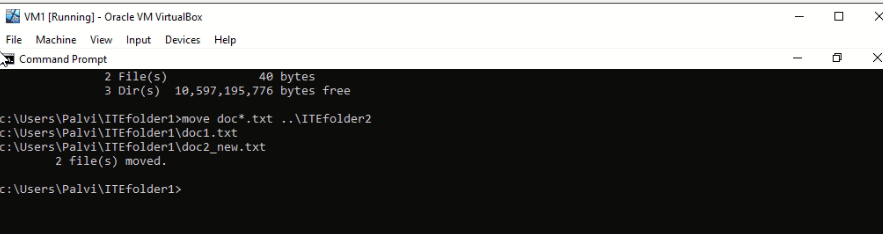 VM1 [Running] - Oracle VM VirtualBox
File Machine View Input Devices Help
Command Prompt
2 File(s) 40 bytes
3 Dir(s) 10,597,195,776 bytes free
c:\Users\Palvi\ITEfolder1>move doc*.txt ..\ITEfolder2
c:\Users\Palvi\ITEfolder1\doc1.txt
c:\Users\Palvi\ITEfolder1\doc2_new.txt
2 file(s) moved.
c:\Users\Palvi\ITEfolder1>